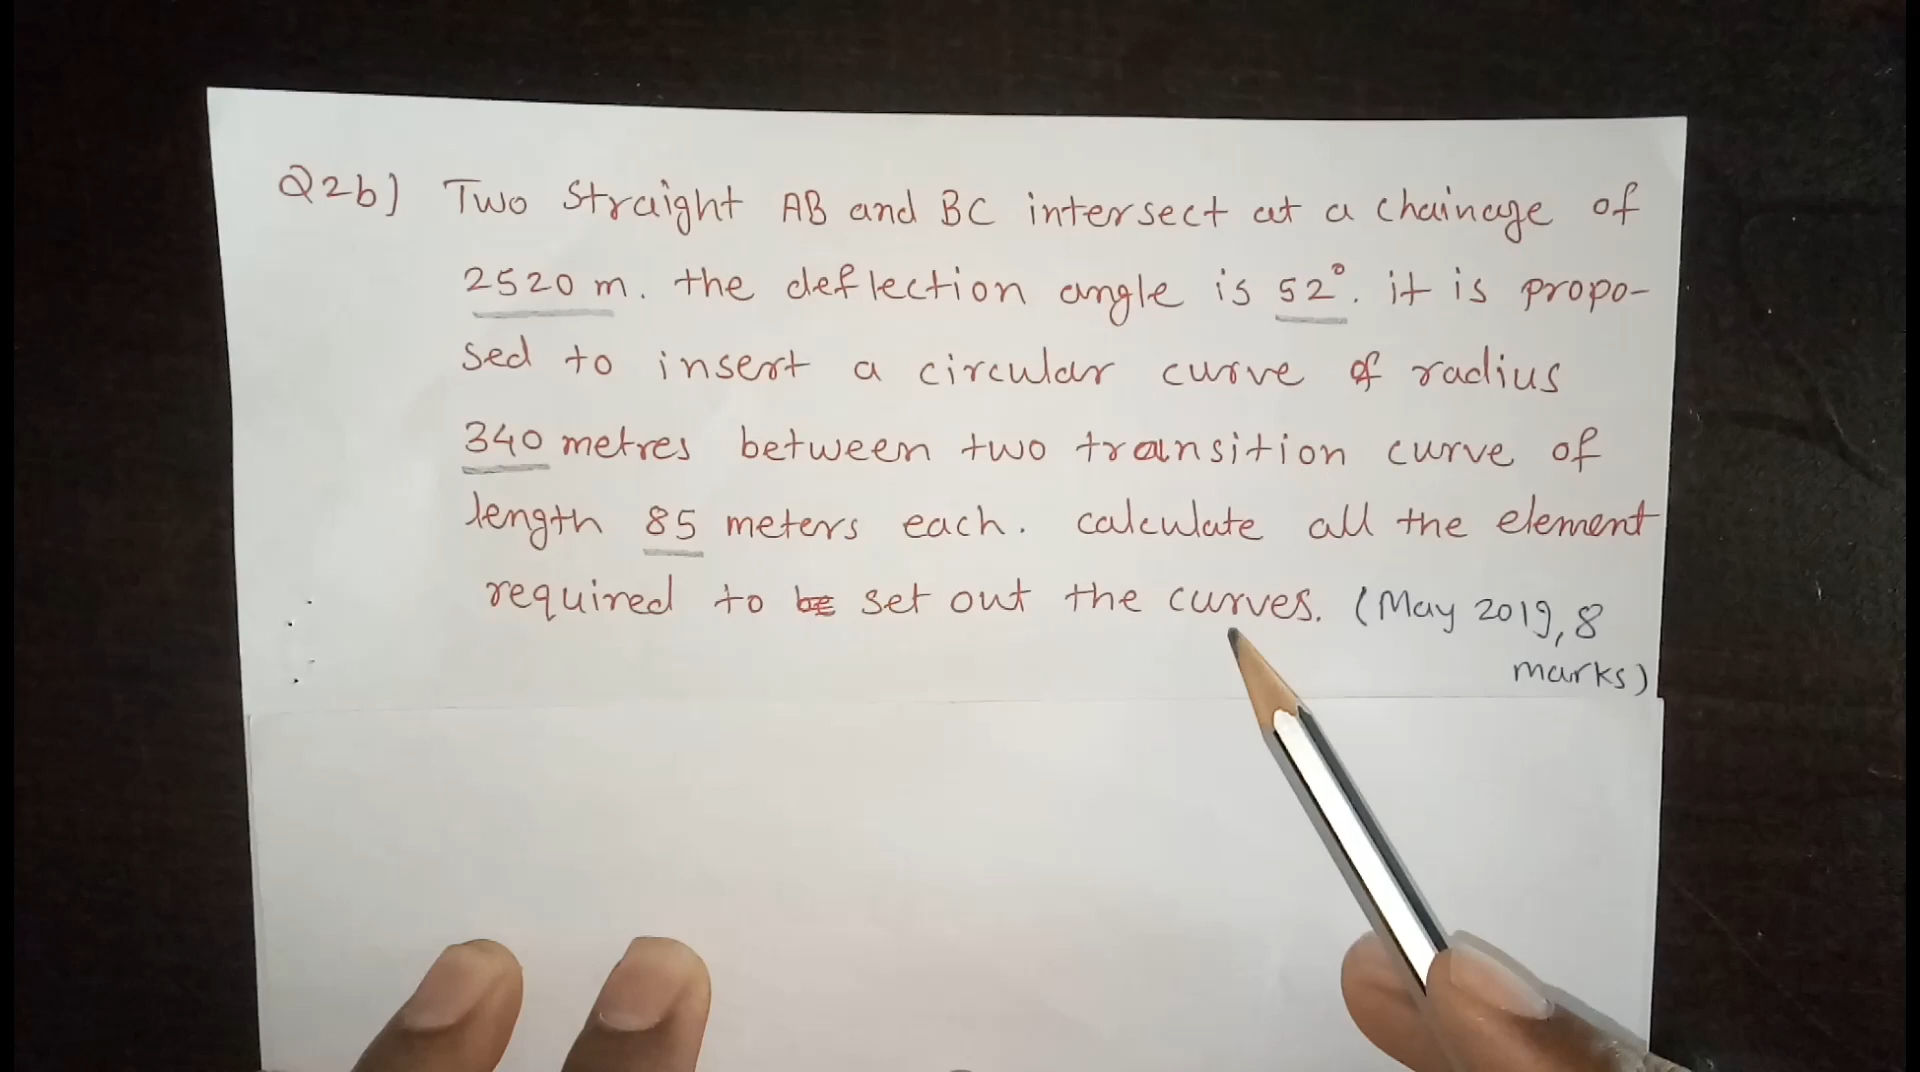 Q2b) Two straight AB and BC intersect at a chainage of
2520 m. the deflection angle is 52°. it is propo-
sed to insert a circular curve of radius
340 metres between two transition curve of
length 85 meters each. calculate all the element
required to be set out the curves. (May 2019, 8
marks)